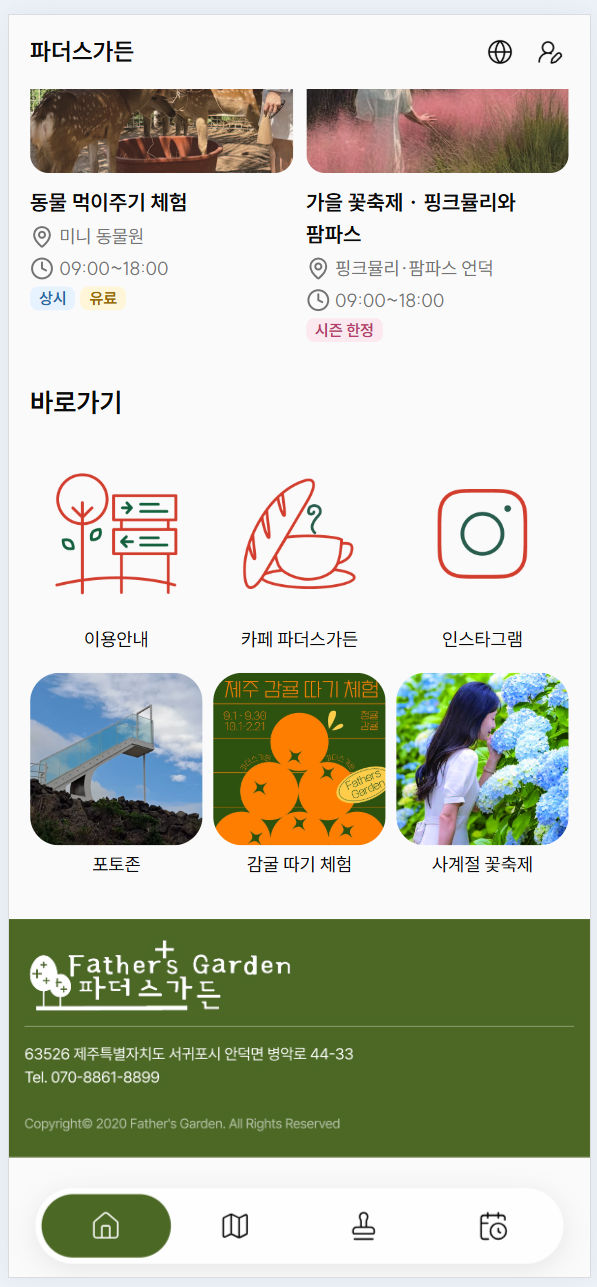 파더스가든
동물 먹이주기 체험
미니 동물원
09:00~18:00
상시 유료
가을 꽃축제 · 핑크뮬리와
팜파스
핑크뮬리·팜파스 언덕
09:00~18:00
시즌 한정
바로가기
이용안내
카페 파더스가든
인스타그램
제주 감귤 따기 체험
9.1-9.30
10.1-2.21
청귤
감귤
Father's
Garden
포토존
감굴 따기 체험
사계절 꽃축제
Father's Garden
파더스가든
63526 제주특별자치도 서귀포시 안덕면 병악로 44-33
Tel. 070-8861-8899
Copyright© 2020 Father's Garden. All Rights Reserved